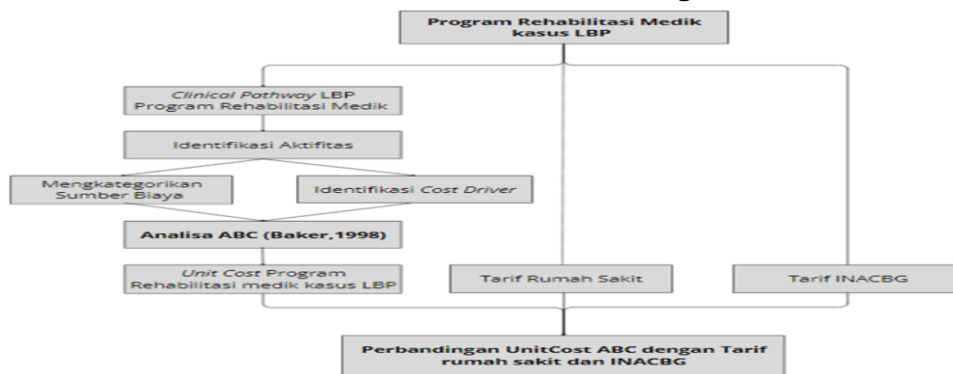 Program Rehabilitasi Medik
kasus LBP
Clinical Pathway LBP
Program Rehabilitasi Medik
Identifikasi Aktifitas
Mengkategorikan
Sumber Biaya
Identifikasi Cost Driver
Analisa ABC (Baker,1998)
Unit Cost Program
Rehabilitasi medik kasus LBP
Tarif Rumah Sakit
Tarif INACBG
Perbandingan UnitCost ABC dengan Tarif
rumah sakit dan INACBG